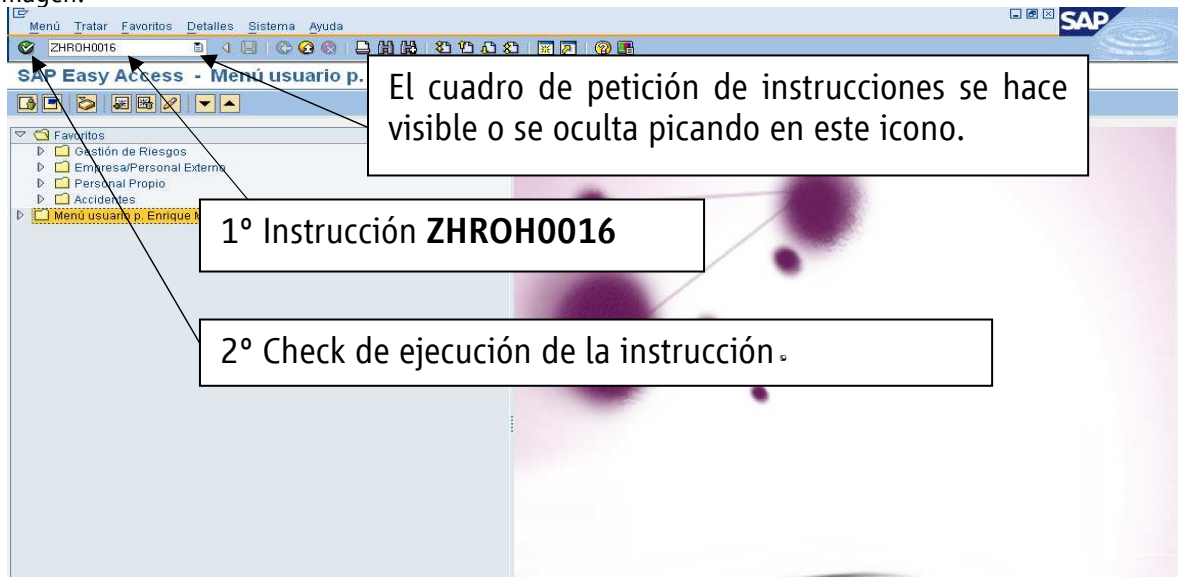 imagen:
Menú Tratar Favoritos Detalles Sistema Ayuda
SAP
ZHROH0016
SAP Easy Access - Menú usuario p.
El cuadro de petición de instrucciones se hace
visible o se oculta picando en este icono.
Favoritos
Gestión de Riesgos
Empresa/Personal Externo
Personal Propio
Accidentes
Menú usuario p. Enrique
1º Instrucción ZHROH0016
2º Check de ejecución de la instrucción.